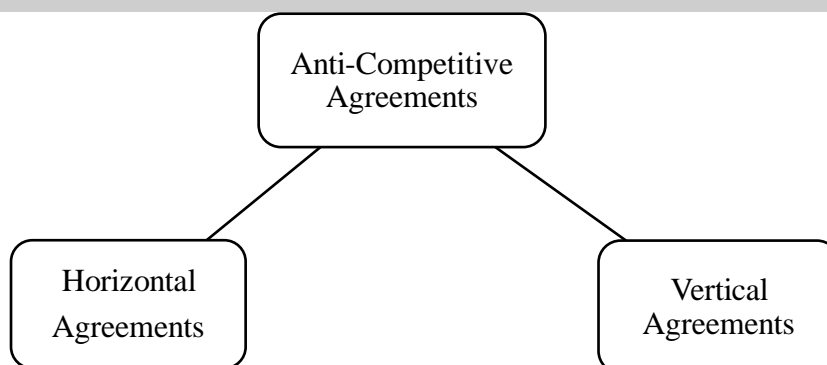 Anti-Competitive
Agreements
Horizontal
Agreements
Vertical
Agreements